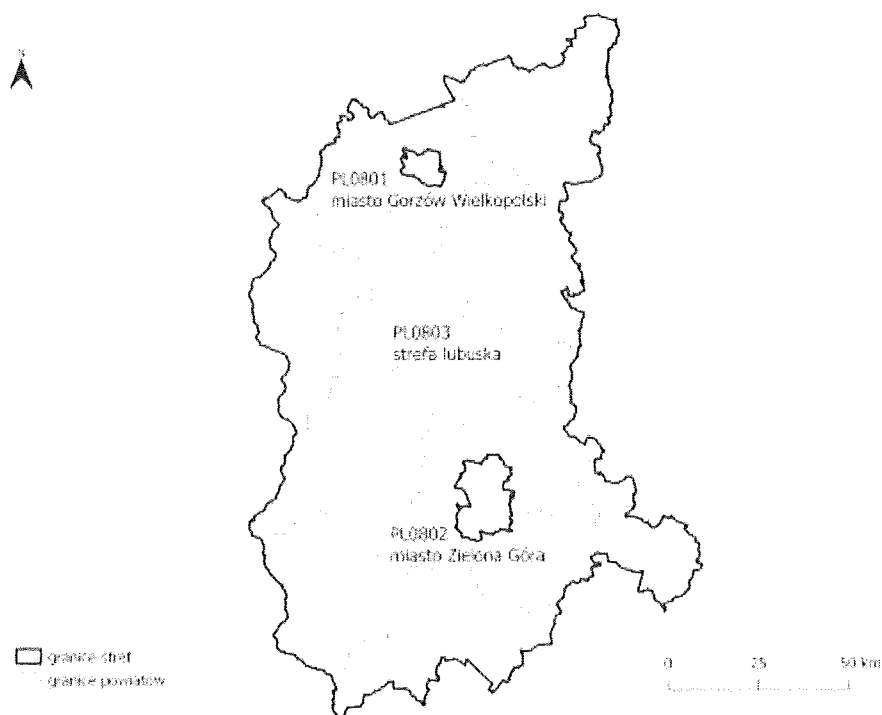 N
PL0801
miasto Gorzów Wielkopolski
PL0803
strefa lubuska
PL0802
miasto Zielona Góra
granice stref
granice powiatów
0 25 50 km